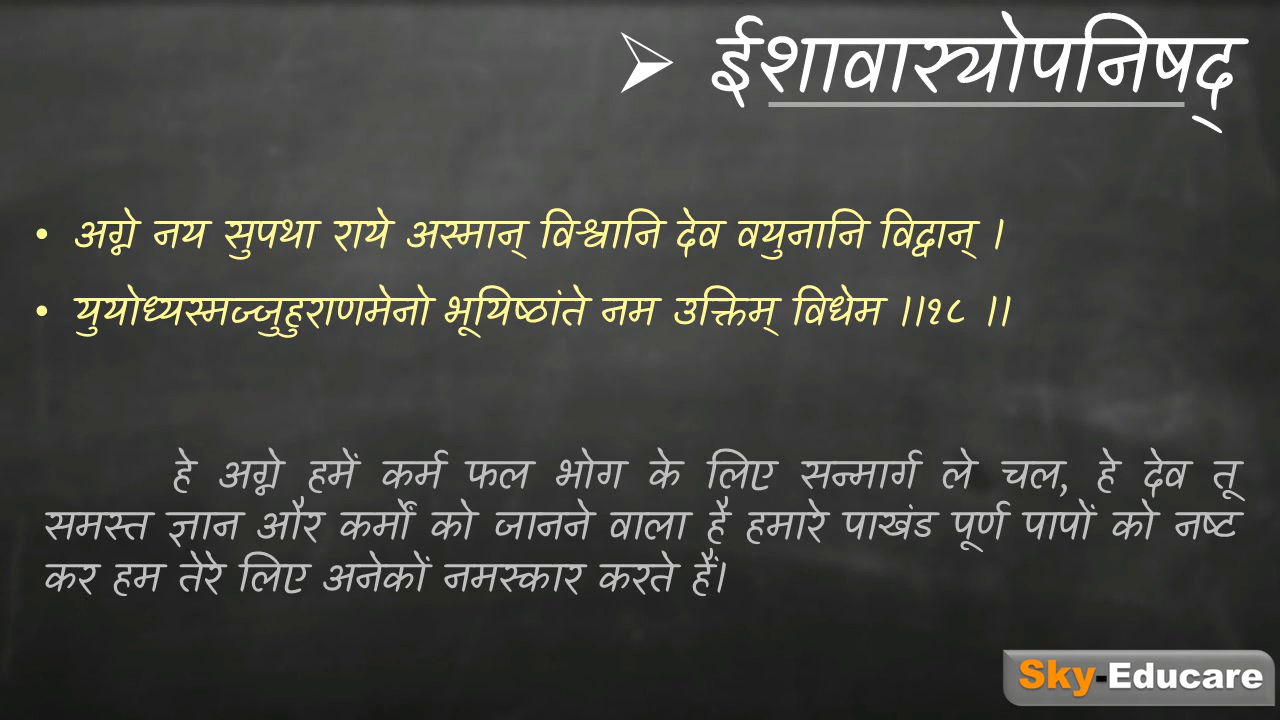 ➢ ईशावास्योपनिषद्
• अग्ने नय सुपथा राये अस्मान् विश्वानि देव वयुनानि विद्वान् ।
• युयोध्यस्मज्जुहुराणमेनो भूयिष्ठांते नम उक्तिम् विधेम ।।१८ ।।
हे अग्ने हमें कर्म फल भोग के लिए सन्मार्ग ले चल, हे देव तू
समस्त ज्ञान और कर्मों को जानने वाला है हमारे पाखंड पूर्ण पापों को नष्ट
कर हम तेरे लिए अनेकों नमस्कार करते हैं।
Sky-Educare